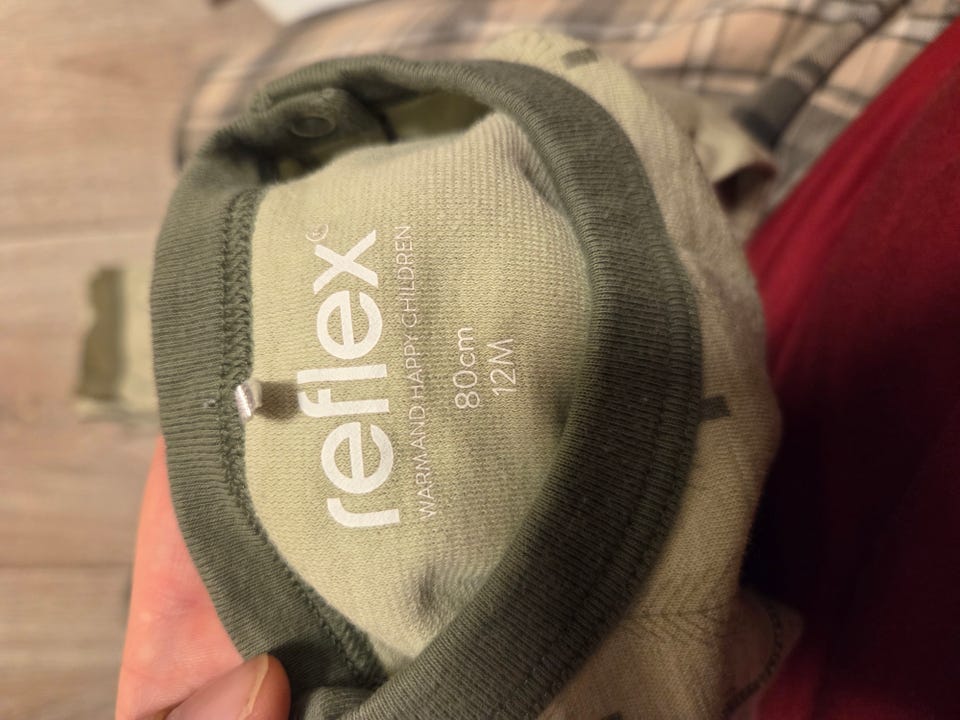 reflex
WARM AND HAPPY CHILDREN
80cm
12M